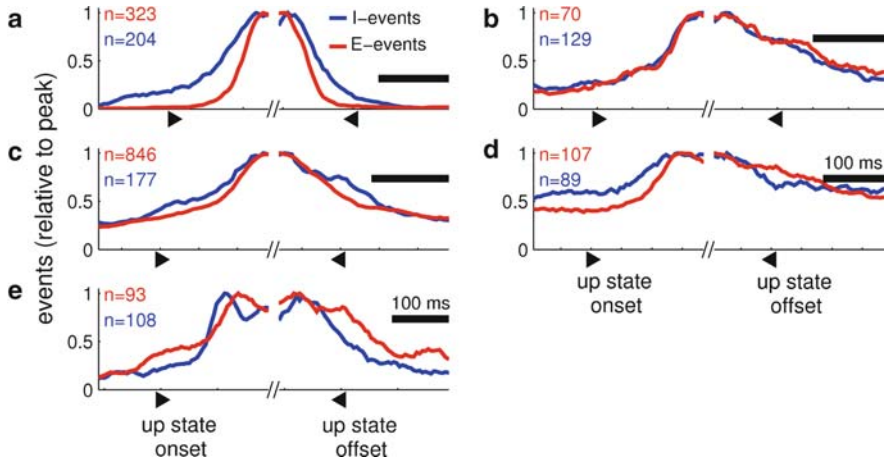 a
n=323
n=204
I-events
E-events
1
0.5
0
b
n=70
n=129
1
0.5
0
events (relative to peak)
c
n=846
n=177
1
0.5
0
d
n=107
n=89
100 ms
1
0.5
0
up state onset
up state offset
e
n=93
n=108
100 ms
1
0.5
0
up state
onset
up state
offset